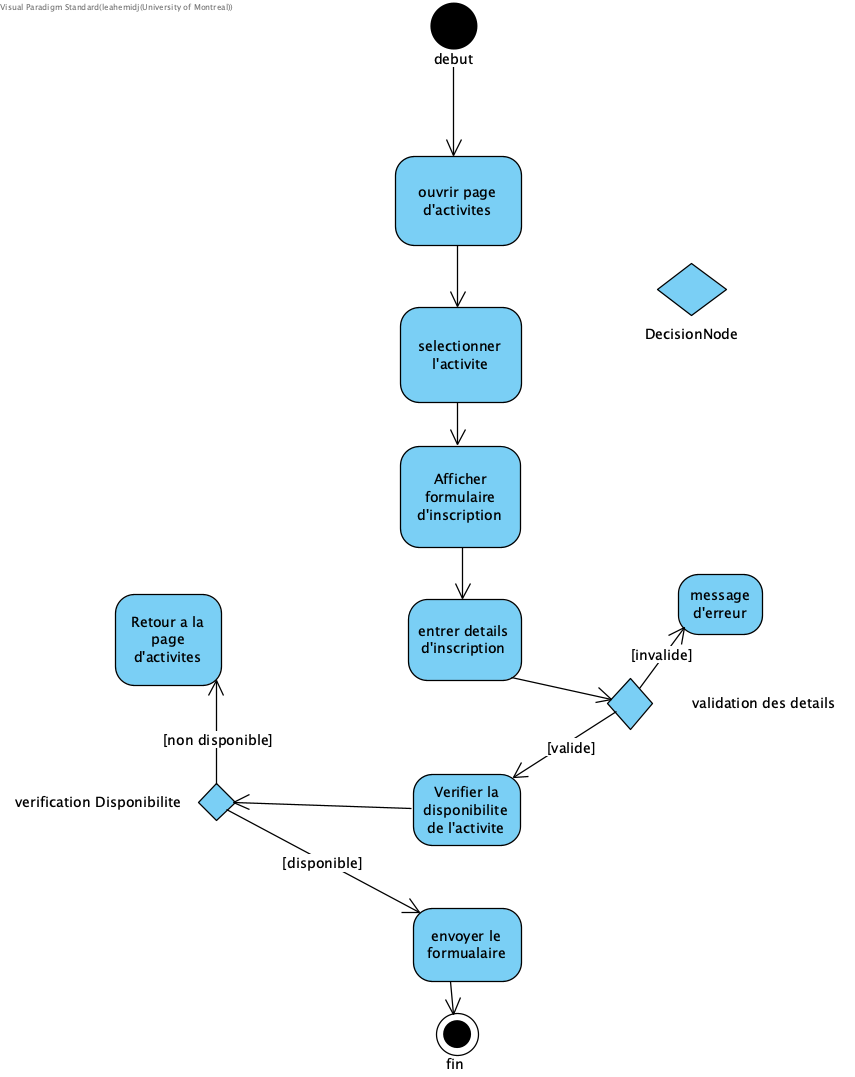 Visual Paradigm Standard(leahemidj(University of Montreal))
debut
ouvrir page
d'activites
selectionner
l'activite
DecisionNode
Afficher
formulaire
d'inscription
entrer details
d'inscription
message
d'erreur
Retour a la
page
d'activites
[invalide]
validation des details
[non disponible]
[valide]
verification Disponibilite
Verifier la
disponibilite
de l'activite
[disponible]
envoyer le
formualaire
fin